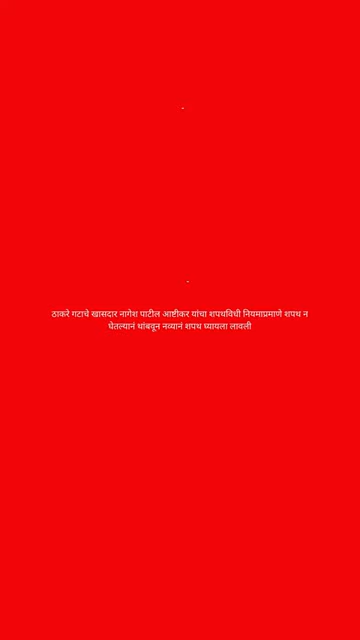 -
-
ठाकरे गटाचे खासदार नागेश पाटील आष्टीकर यांचा शपथविधी नियमाप्रमाणे शपथ न
घेतल्यानं थांबवून नव्यानं शपथ घ्यायला लावली